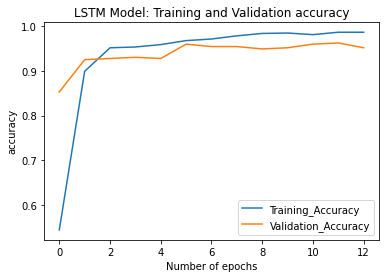 LSTM Model: Training and Validation accuracy
1.0
0.9
0.8
0.7
0.6
accuracy
Training_Accuracy
Validation_Accuracy
0 2 4 6 8 10 12
Number of epochs